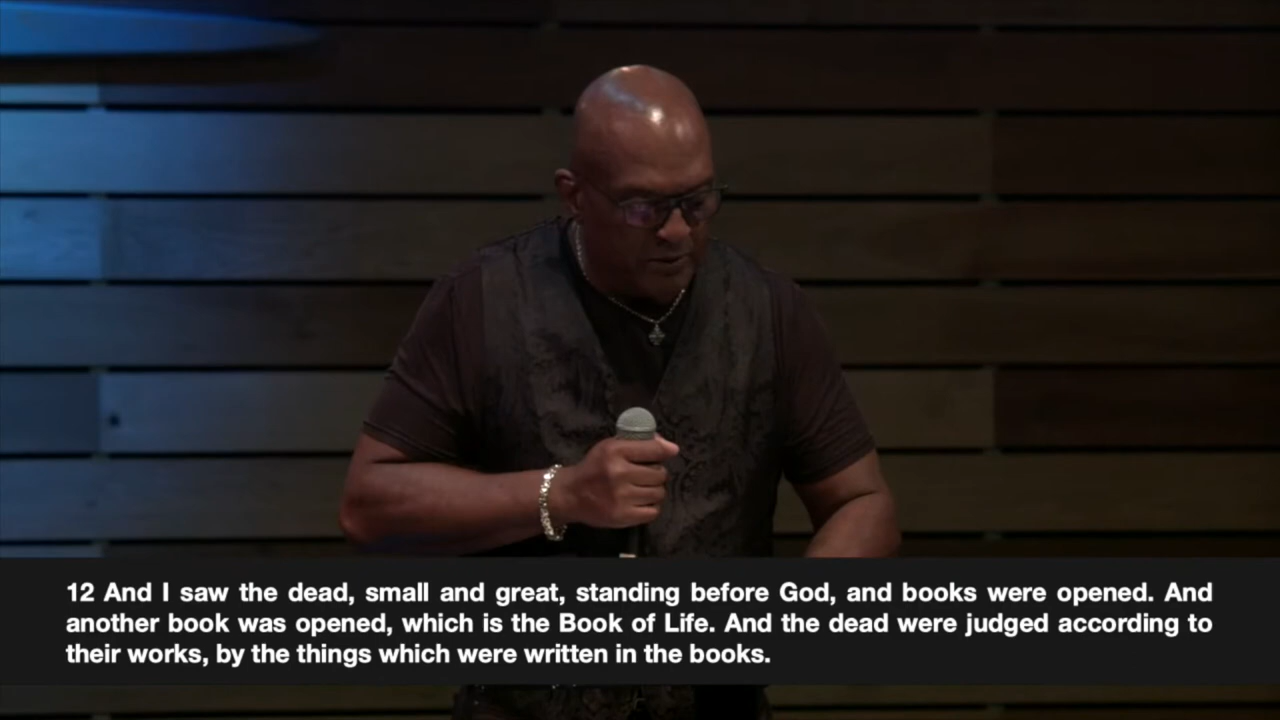 12 And I saw the dead, small and great, standing before God, and books were opened. And
another book was opened, which is the Book of Life. And the dead were judged according to
their works, by the things which were written in the books.